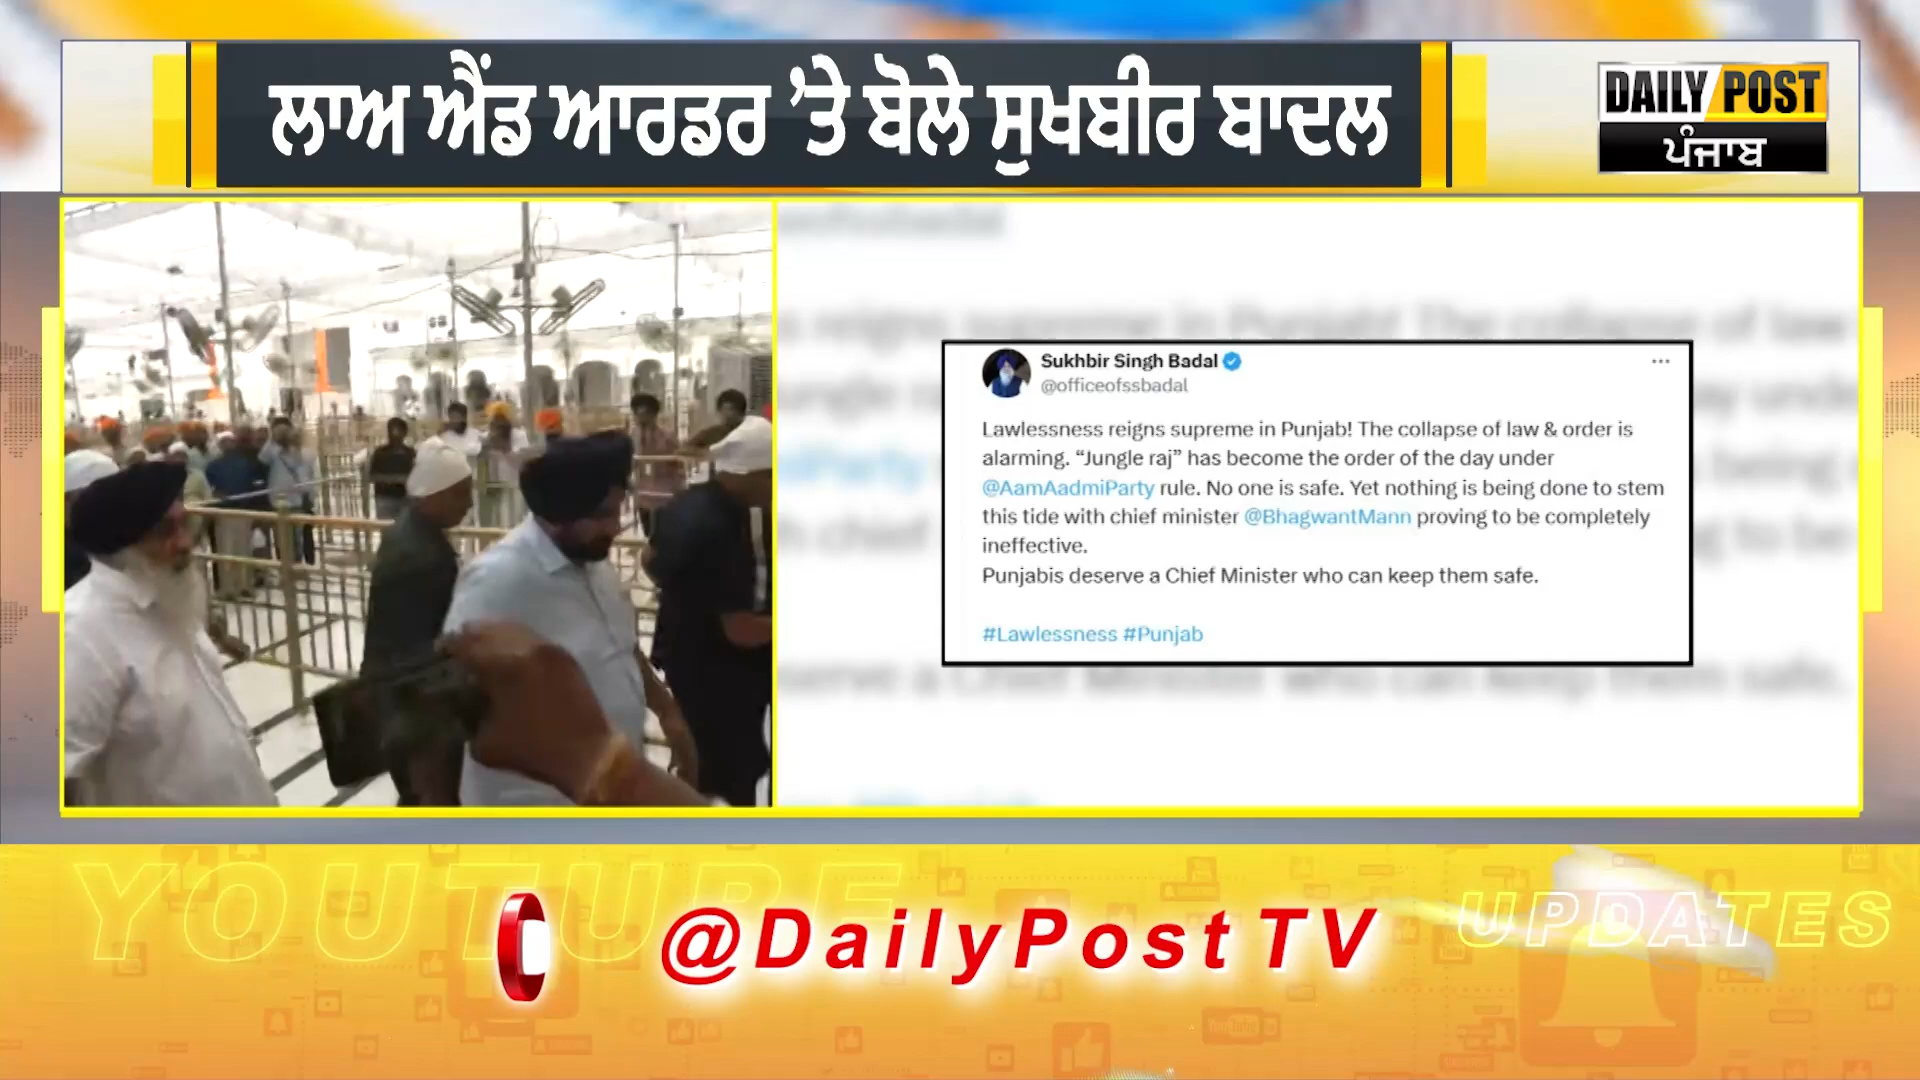 ਲਾਅ ਐਂਡ ਆਰਡਰ ’ਤੇ ਬੋਲੇ ਸੁਖਬੀਰ ਬਾਦਲ
DAILY POST
ਪੰਜਾਬ
Sukhbir Singh Badal
@officeofssbadal
Lawlessness reigns supreme in Punjab! The collapse of law & order is
alarming. “Jungle raj” has become the order of the day under
@AamAadmiParty rule. No one is safe. Yet nothing is being done to stem
this tide with chief minister @BhagwantMann proving to be completely
ineffective.
Punjabis deserve a Chief Minister who can keep them safe.
#Lawlessness #Punjab
YOUTUBE
@DailyPost TV
UPDATES